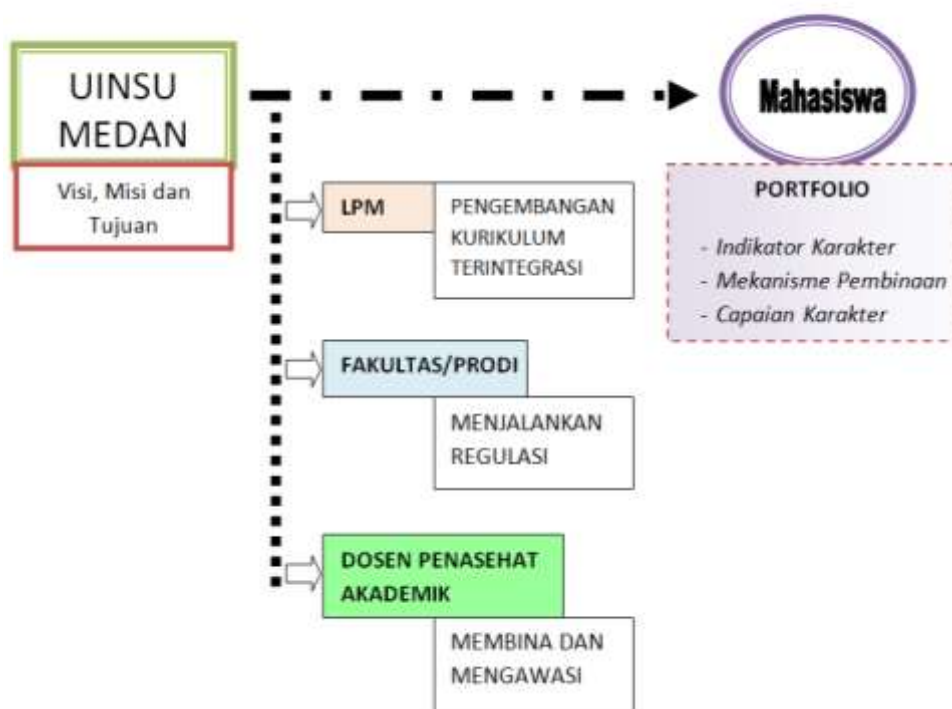 UINSU
MEDAN
Visi, Misi dan
Tujuan
Mahasiswa
PORTFOLIO
- Indikator Karakter
- Mekanisme Pembinaan
- Capaian Karakter
LPM
PENGEMBANGAN
KURIKULUM
TERINTEGRASI
FAKULTAS/PRODI
MENJALANKAN
REGULASI
DOSEN PENASEHAT
AKADEMIK
MEMBINA DAN
MENGAWASI